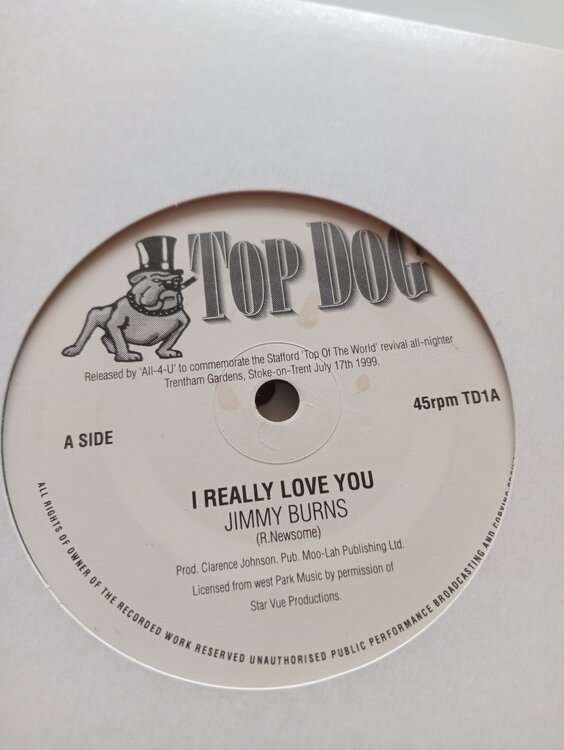 TOP DOG
Released by 'All-4-U' to commemorate the Stafford 'Top Of The World' revival all-nighter
Trentham Gardens, Stoke-on-Trent July 17th 1999.
45rpm TD1A
A SIDE
I REALLY LOVE YOU
JIMMY BURNS
(R.Newsome)
Prod. Clarence Johnson. Pub. Moo-Lah Publishing Ltd.
Licensed from west Park Music by permission of
Star Vue Productions.
ALL RIGHTS OF OWNER OF THE RECORDED WORK RESERVED UNAUTHORISED PUBLIC PERFORMANCE BROADCASTING AND COPYING